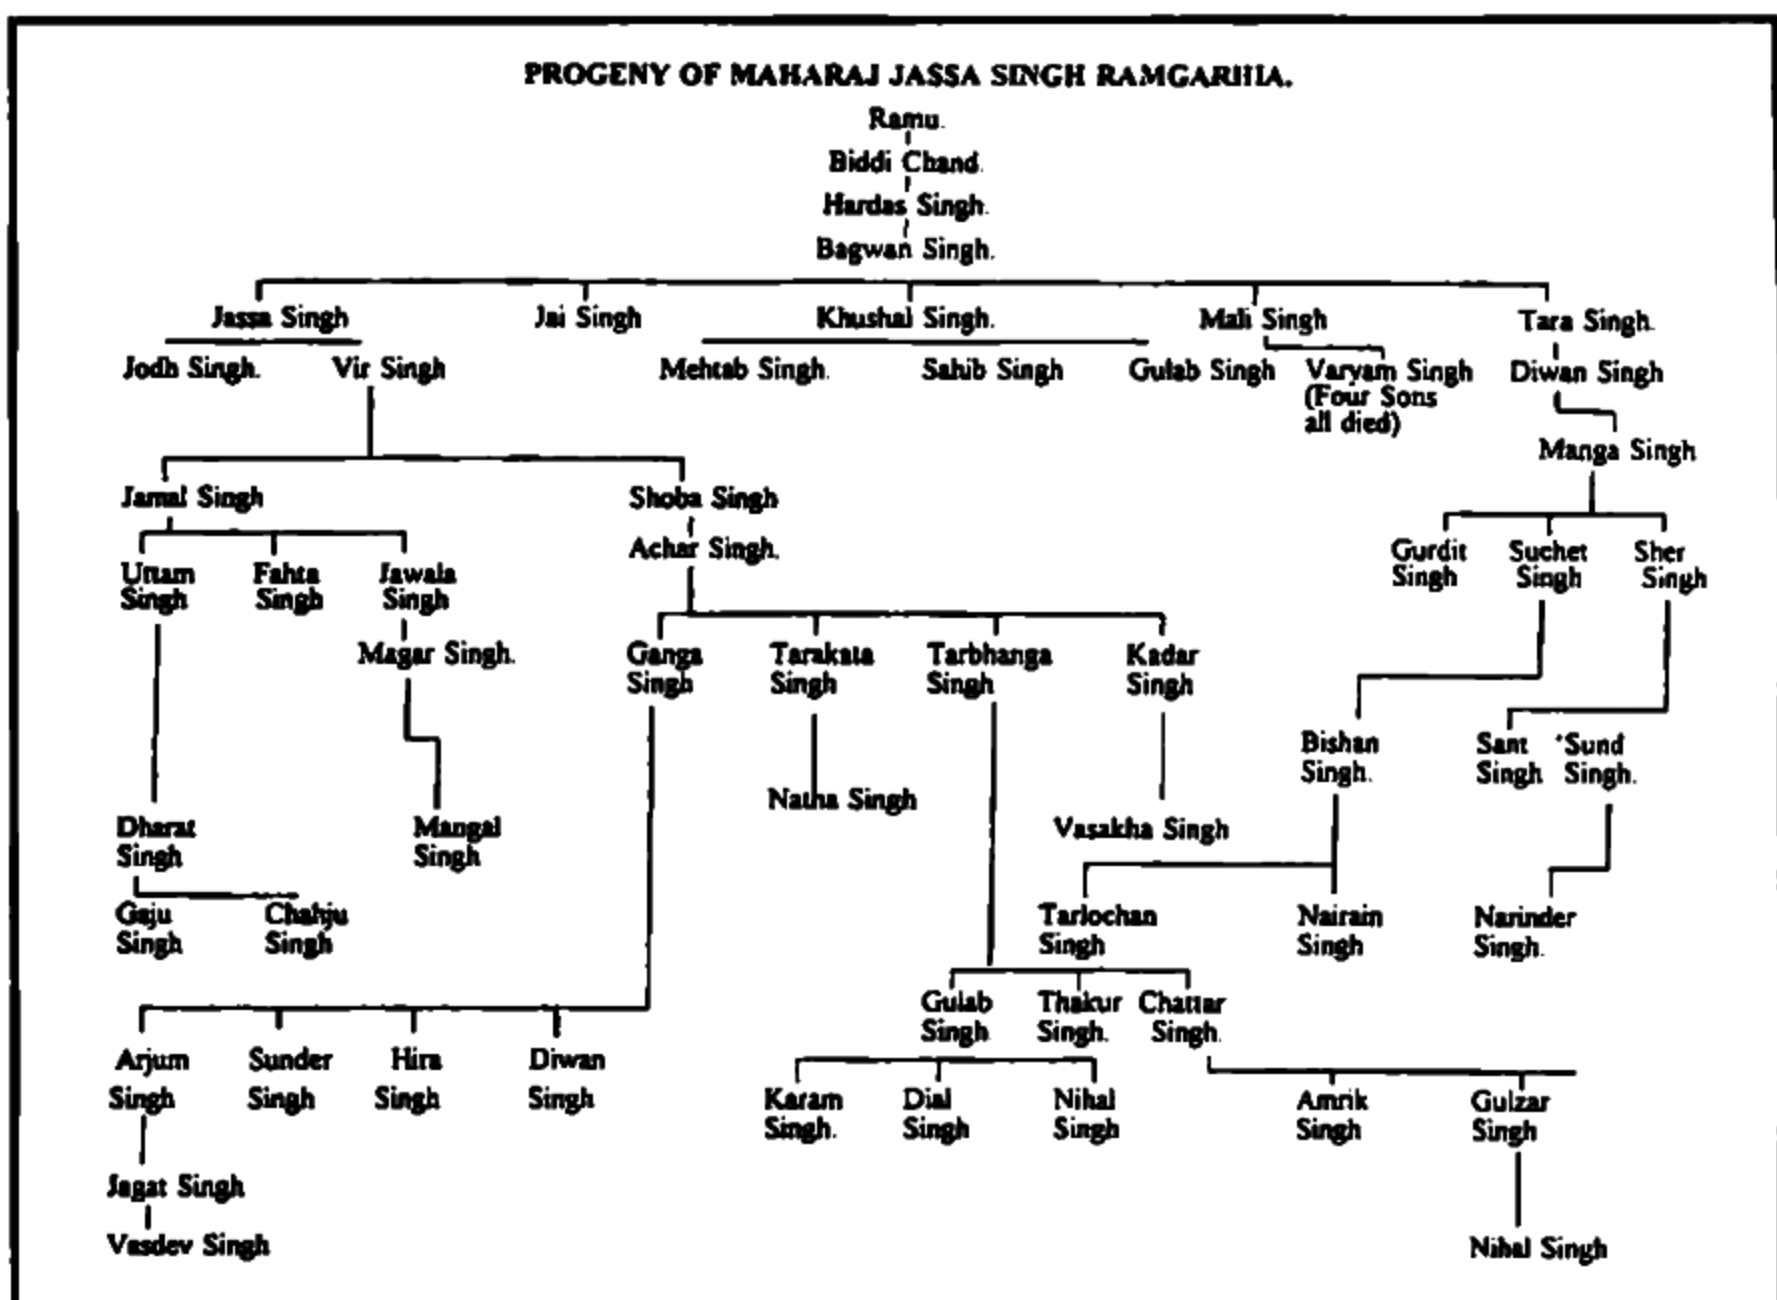 PROGENY OF MAHARAJ JASSA SINGH RAMGARHIA.
Ramu.
Biddi Chand.
Hardas Singh.
Bagwan Singh.
Jassa Singh Jai Singh Khushal Singh. Mali Singh Tara Singh.
Jodh Singh. Vir Singh Mehtab Singh. Sahib Singh Gulab Singh Varyam Singh Diwan Singh
(Four Sons
all died)
Manga Singh
Jamal Singh Shoba Singh
Achar Singh. Gurdit Suchet Sher
Singh Singh Singh
Uttam Fahta Jawala
Singh Singh Singh
Magar Singh. Ganga Tarakata Tarbhanga Kadar
Singh Singh Singh Singh
Bishan Sant Sund
Singh. Singh Singh.
Natha Singh
Dharat Mangal Vasakha Singh
Singh Singh
Gaju Chahju Tarlochan Nairain Narinder
Singh Singh Singh Singh Singh.
Gulab Thakur Chattar
Singh Singh. Singh.
Arjum Sunder Hira Diwan
Singh Singh Singh Singh
Karam Dial Nihal Amrik Gulzar
Singh. Singh Singh Singh Singh
Jagat Singh
Vasdev Singh Nihal Singh